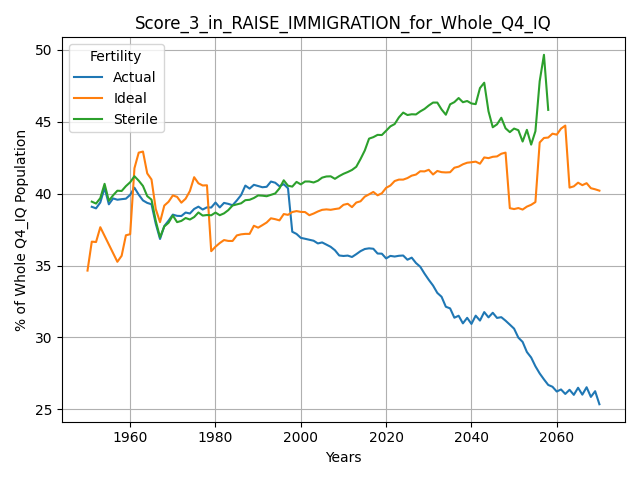 Score_3_in_RAISE_IMMIGRATION_for_Whole_Q4_IQ
Fertility
Actual
Ideal
Sterile
% of Whole Q4_IQ Population
50
45
40
35
30
25
1960
1980
2000
2020
2040
2060
Years